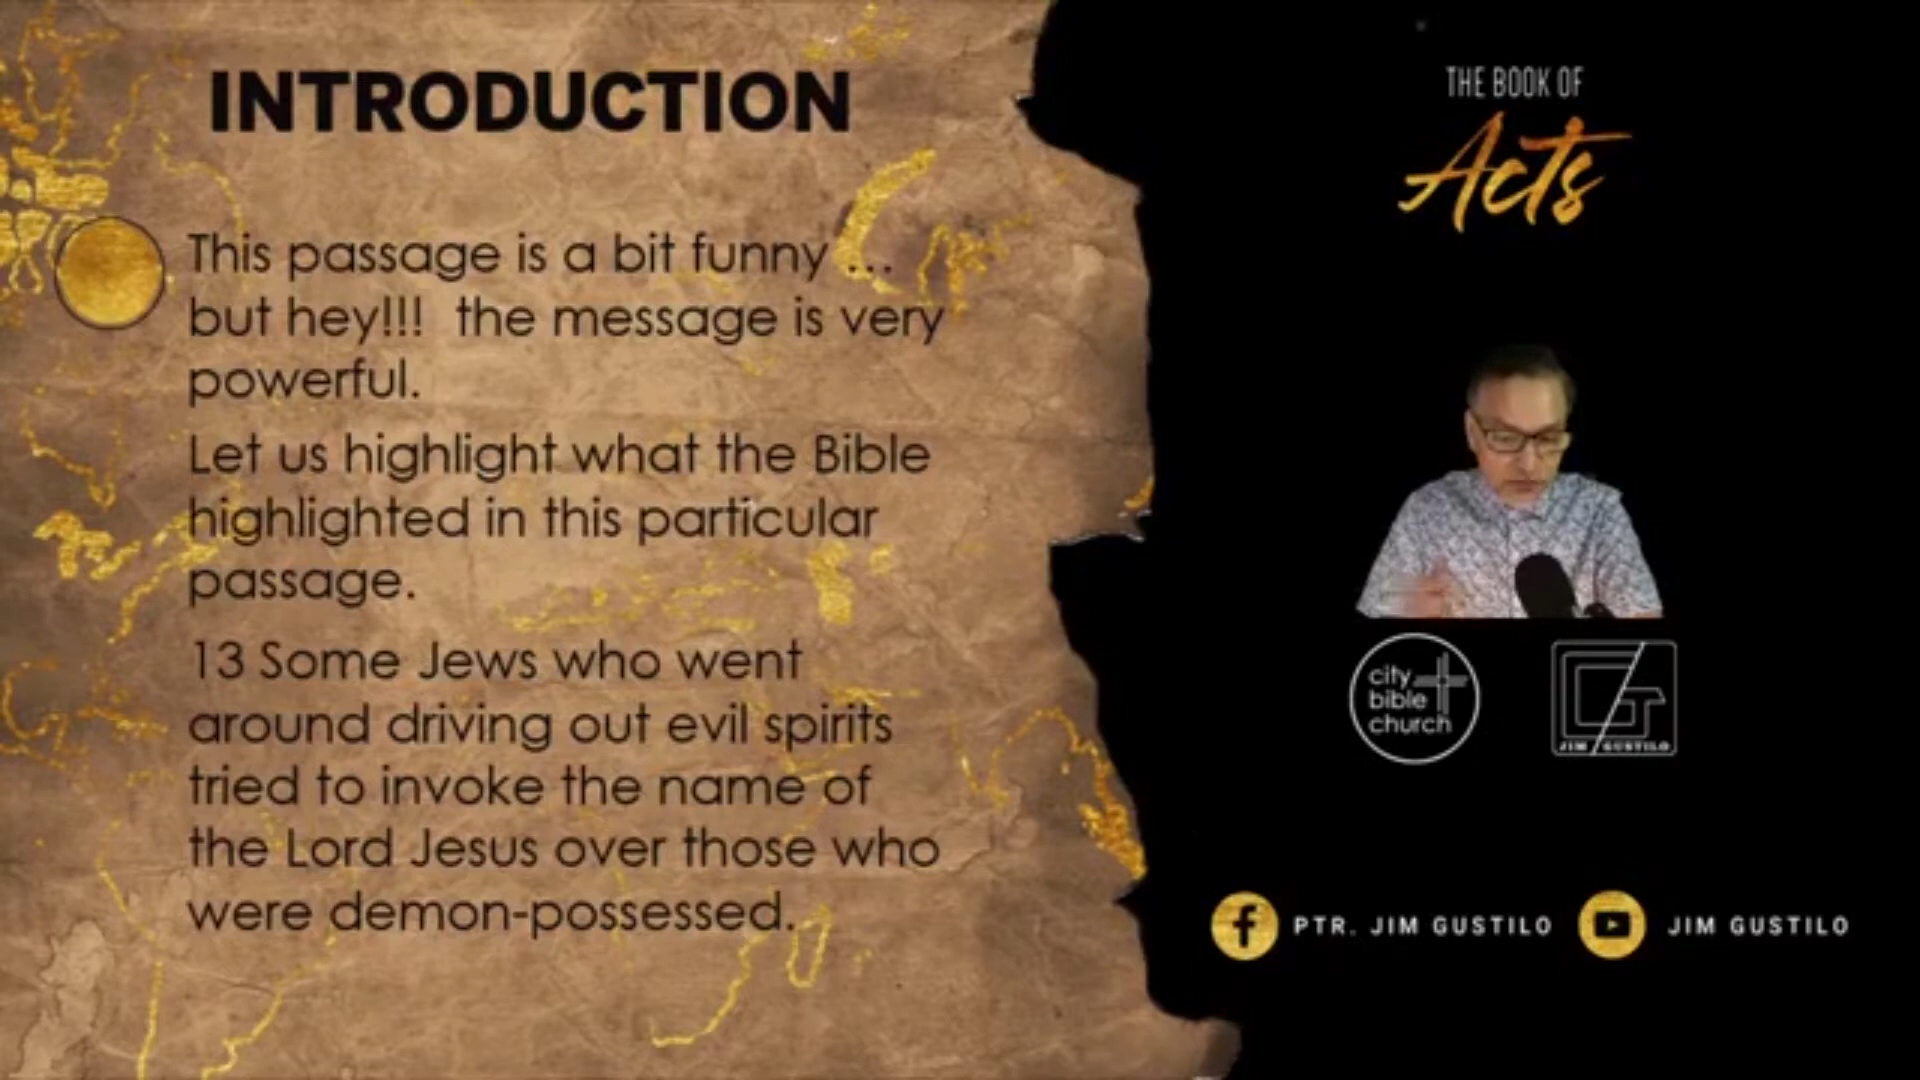 INTRODUCTION
This passage is a bit funny ...
but hey!!!  the message is very
powerful.
Let us highlight what the Bible
highlighted in this particular
passage.
13 Some Jews who went
around driving out evil spirits
tried to invoke the name of
the Lord Jesus over those who
were demon-possessed.
THE BOOK OF
Acts
city
bible
church
JIM GUSTILO
PTR. JIM GUSTILO
JIM GUSTILO